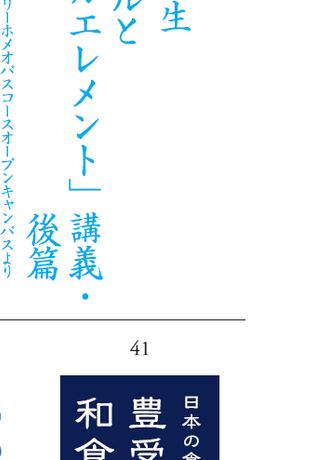 生
ルと
エレメント」講義・
後篇
リーホメオパスコースオープンキャンパスより
41
日本の食
豊受
和食